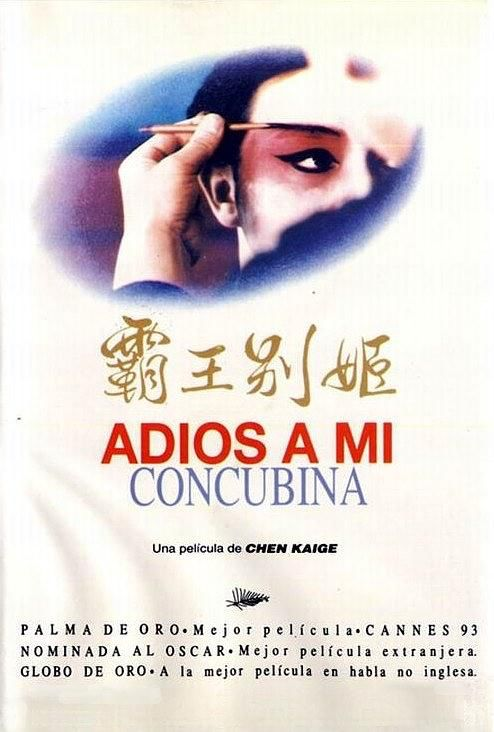 霸王别姬
ADIOS A MI
CONCUBINA
Una película de CHEN KAIGE
PALMA DE ORO • Mejor película • CANNES 93
NOMINADA AL OSCAR • Mejor película extranjera.
GLOBO DE ORO • A la mejor película en habla no inglesa.